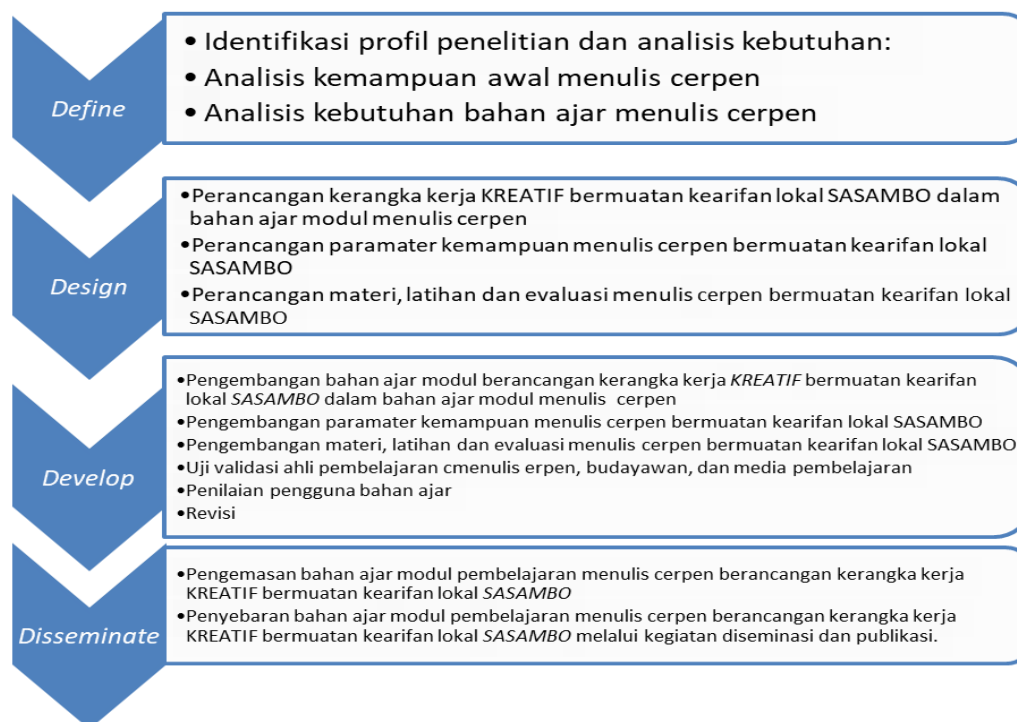 Define
• Identifikasi profil penelitian dan analisis kebutuhan:
• Analisis kemampuan awal menulis cerpen
• Analisis kebutuhan bahan ajar menulis cerpen
Design
•Perancangan kerangka kerja KREATIF bermuatan kearifan lokal SASAMBO dalam
bahan ajar modul menulis cerpen
•Perancangan paramater kemampuan menulis cerpen bermuatan kearifan lokal
SASAMBO
•Perancangan materi, latihan dan evaluasi menulis cerpen bermuatan kearifan lokal
SASAMBO
Develop
•Pengembangan bahan ajar modul berancangan kerangka kerja KREATIF bermuatan kearifan
lokal SASAMBO dalam bahan ajar modul menulis cerpen
•Pengembangan paramater kemampuan menulis cerpen bermuatan kearifan lokal SASAMBO
•Pengembangan materi, latihan dan evaluasi menulis cerpen bermuatan kearifan lokal SASAMBO
•Uji validasi ahli pembelajaran cmenulis erpen, budayawan, dan media pembelajaran
•Penilaian pengguna bahan ajar
•Revisi
Disseminate
•Pengemasan bahan ajar modul pembelajaran menulis cerpen berancangan kerangka kerja
KREATIF bermuatan kearifan lokal SASAMBO
•Penyebaran bahan ajar modul pembelajaran menulis cerpen berancangan kerangka kerja
KREATIF bermuatan kearifan lokal SASAMBO melalui kegiatan diseminasi dan publikasi.